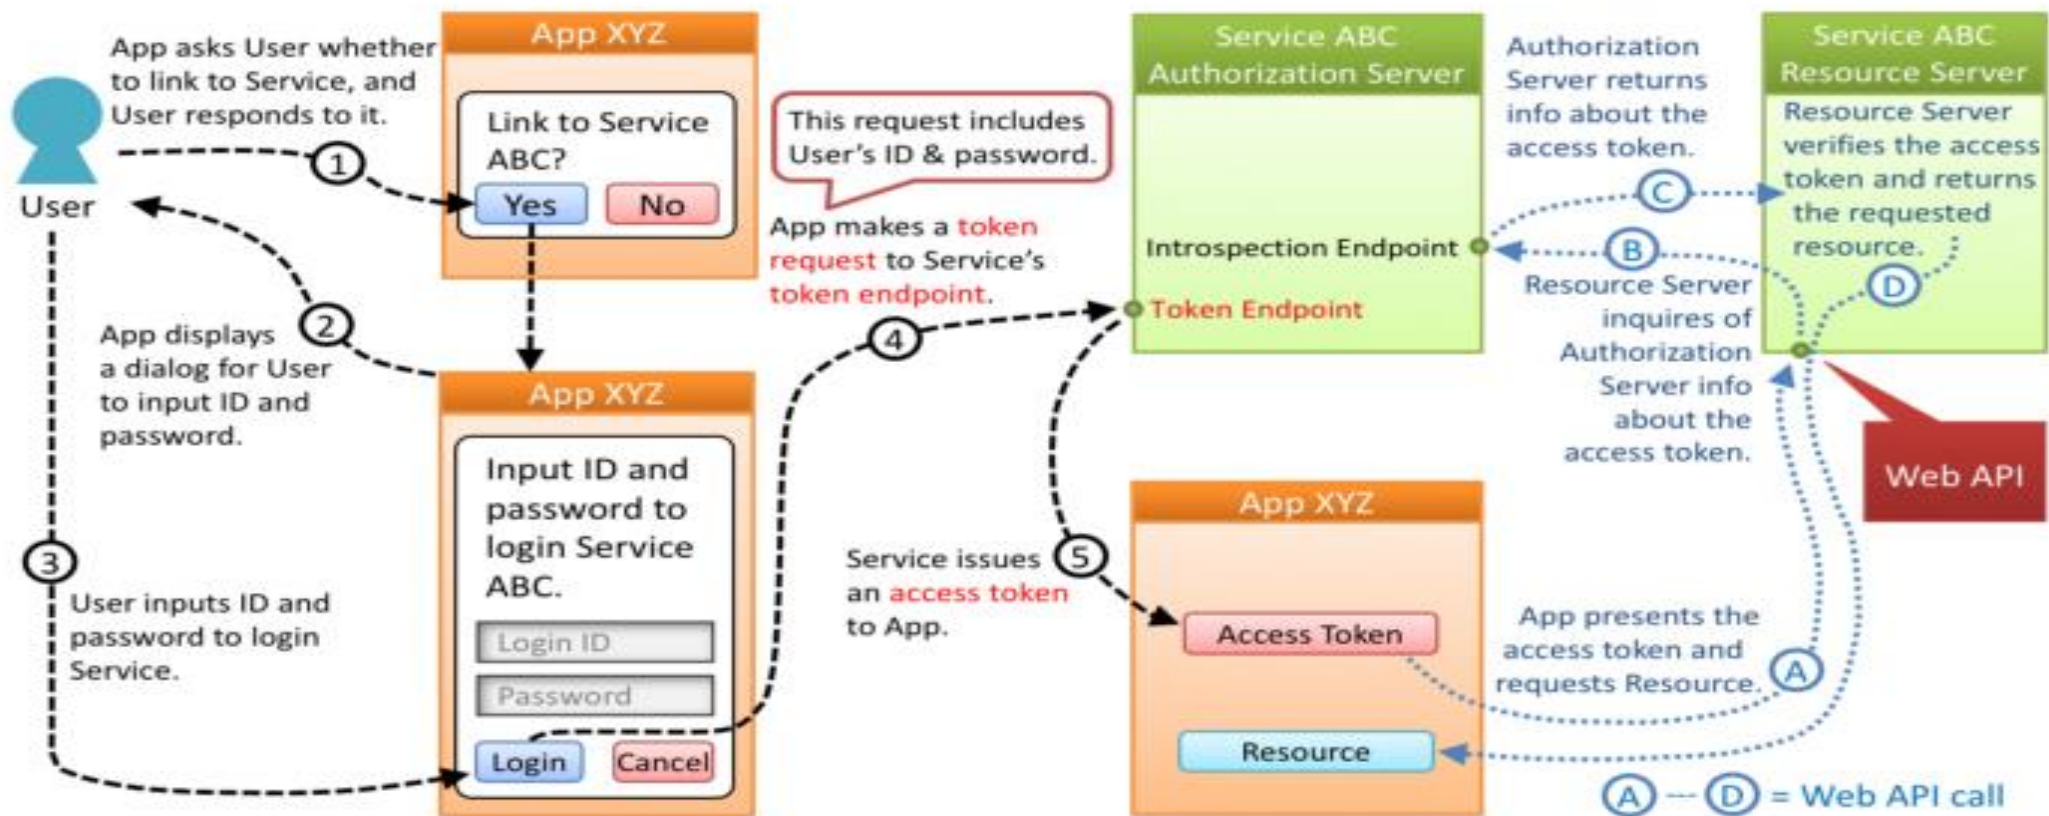 App asks User whether
to link to Service, and
User responds to it.
1
User
App XYZ
Link to Service
ABC?
Yes
No
2
App displays
a dialog for User
to input ID and
password.
3
User inputs ID and
password to login
Service.
App XYZ
Input ID and
password to
login Service
ABC.
Login ID
Password
Login
Cancel
This request includes
User's ID & password.
App makes a token
request to Service's
token endpoint.
4
Service ABC
Authorization Server
Introspection Endpoint
Token Endpoint
5
Service issues
an access token
to App.
App XYZ
Access Token
Resource
Authorization
Server returns
info about the
access token.
C
B
Resource Server
inquires of
Authorization
Server info
about the
access token.
Service ABC
Resource Server
Resource Server
verifies the access
token and returns
the requested
resource.
D
Web API
App presents the
access token and
requests Resource.
A
A --- D = Web API call